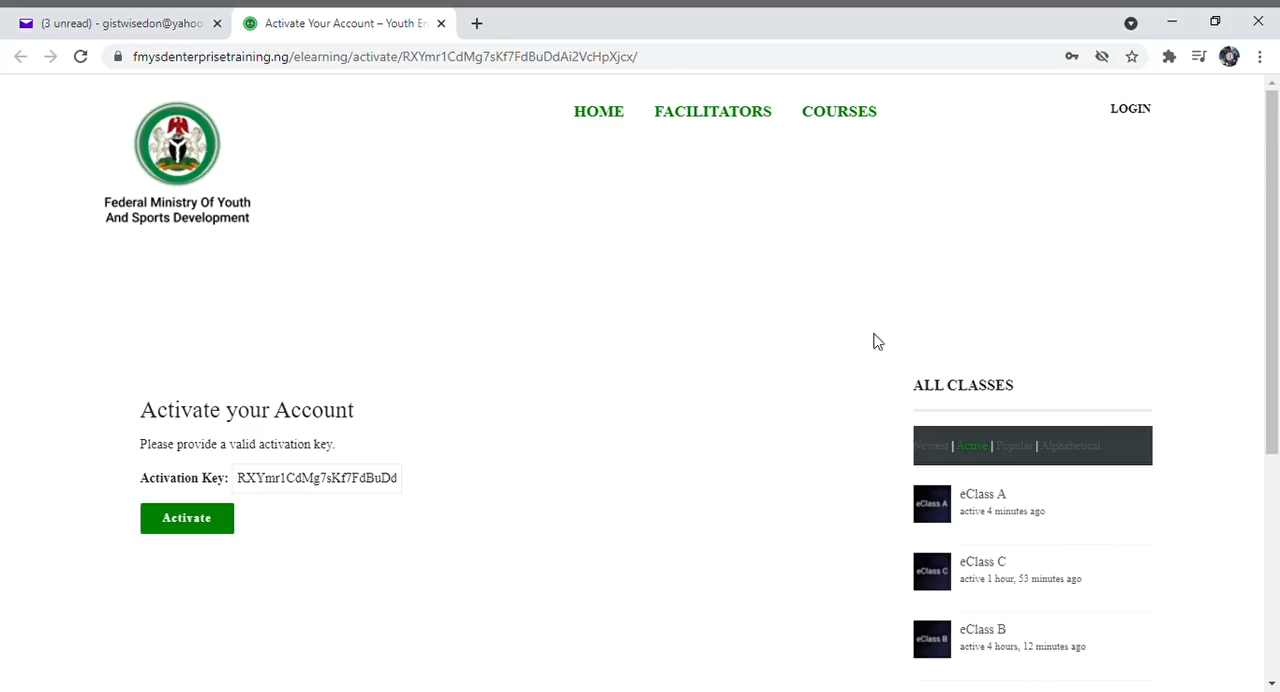 (3 unread) - gistwisedon@yahoo
Activate Your Account – Youth En
fmysdenterprisetraining.ng/elearning/activate/RXYmr1CdMg7sKf7FdBuDdAi2VcHpXjcx/
HOME FACILITATORS COURSES
LOGIN
Federal Ministry Of Youth
And Sports Development
ALL CLASSES
Newest | Active | Popular | Alphabetical
Activate your Account
Please provide a valid activation key.
Activation Key: RXYmr1CdMg7sKf7FdBuDd
Activate
eClass A
eClass A
active 4 minutes ago
eClass C
eClass C
active 1 hour, 53 minutes ago
eClass B
eClass B
active 4 hours, 12 minutes ago